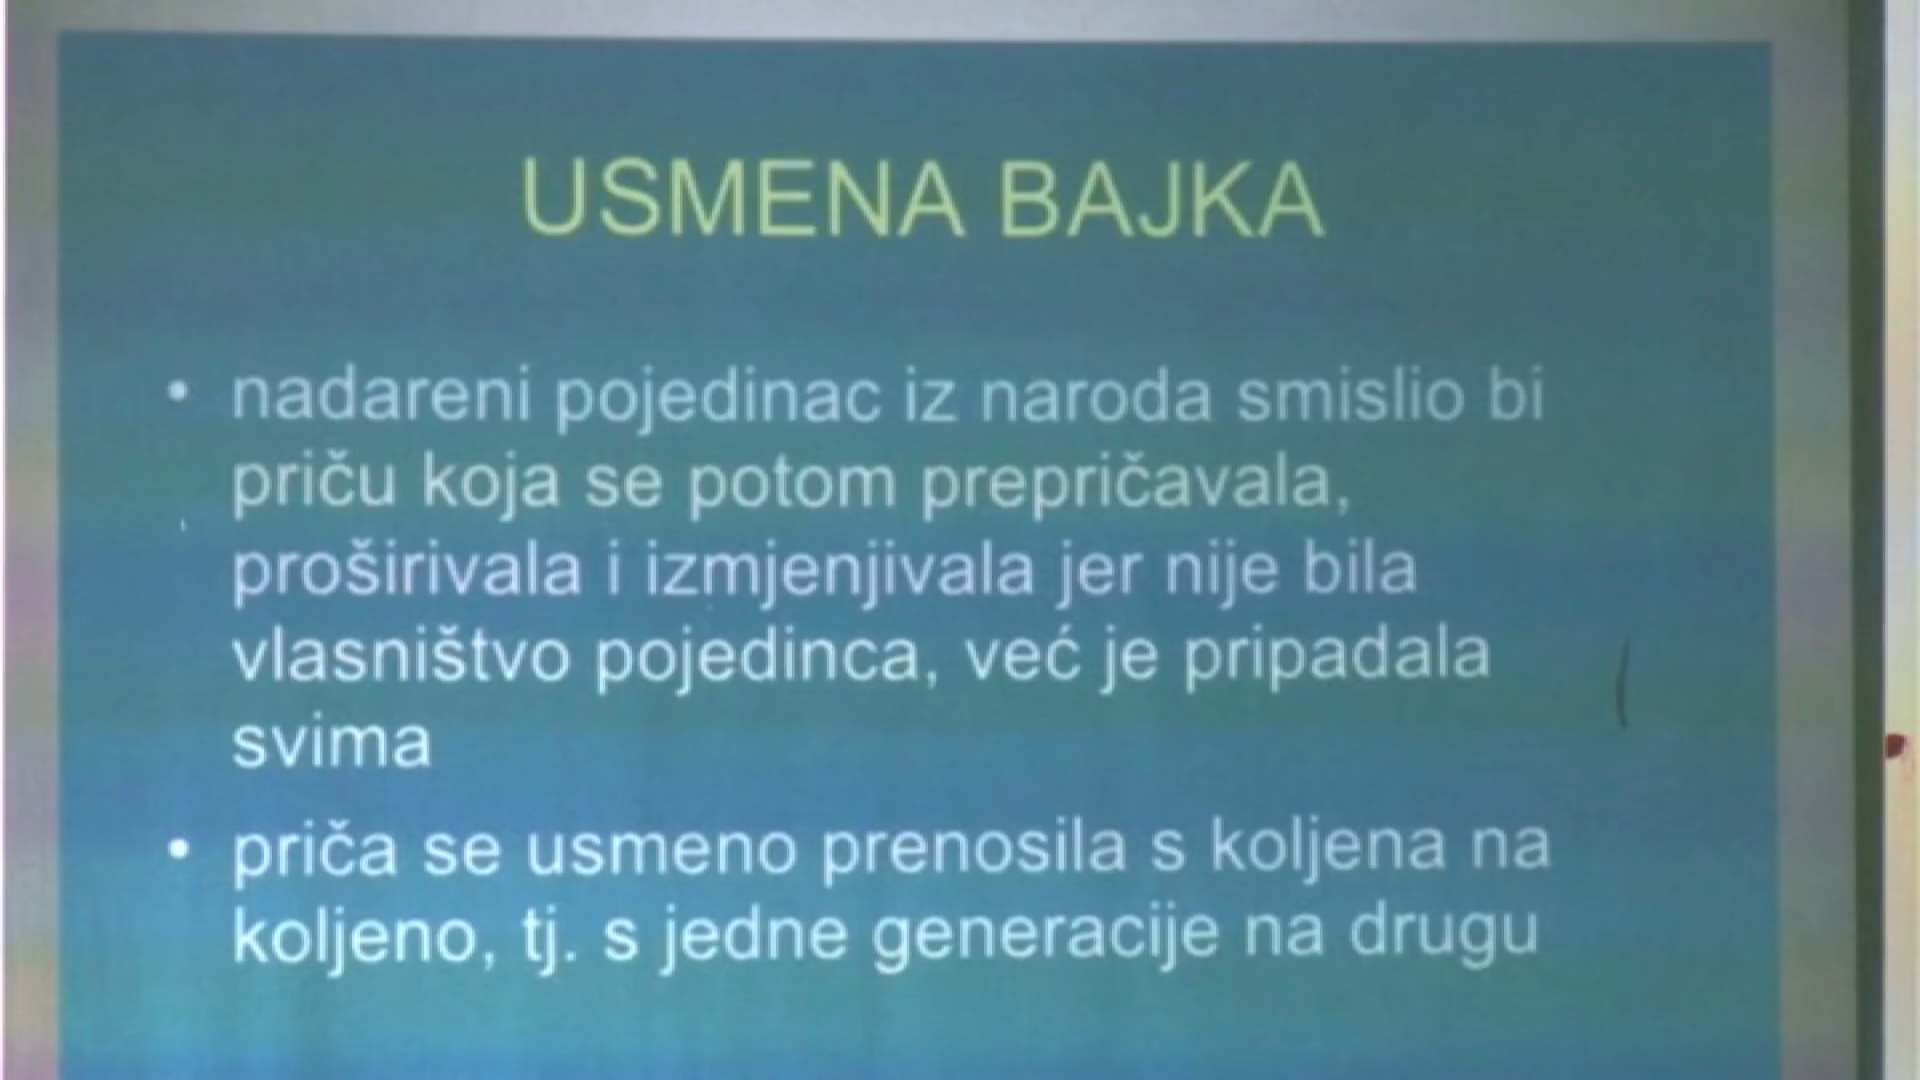 USMENA BAJKA
• nadareni pojedinac iz naroda smislio bi
priču koja se potom prepričavala,
proširivala i izmjenjivala jer nije bila
vlasništvo pojedinca, već je pripadala
svima
• priča se usmeno prenosila s koljena na
koljeno, tj. s jedne generacije na drugu